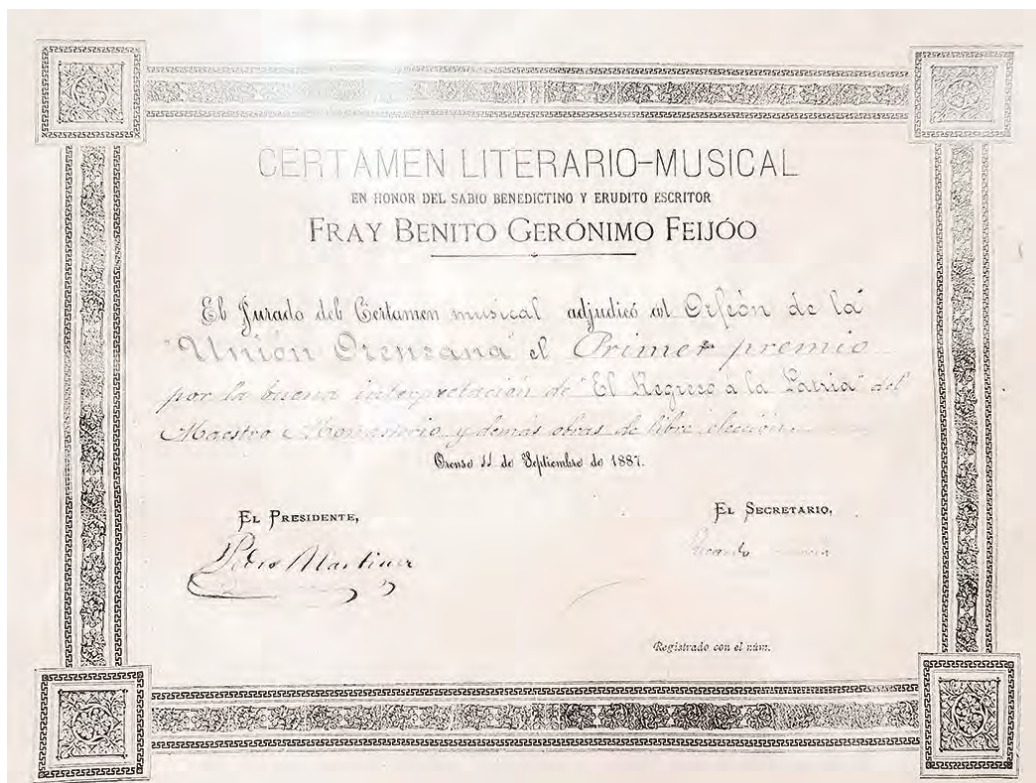 CERTAMEN LITERARIO-MUSICAL
EN HONOR DEL SABIO BENEDICTINO Y ERUDITO ESCRITOR
FRAY BENITO GERÓNIMO FEIJÓO
El Jurado del Certamen musical adjudicó al Orfeón de la
"Unión Orensana" el Primer premio
por la buena interpretación de "El Regreso á la Patria" del
Maestro Monasterio y demás obras de libre elección.
Orense 11 de Septiembre de 1887.
EL PRESIDENTE,
EL SECRETARIO,
Pedro Martinez
Ricardo
Registrado con el núm.